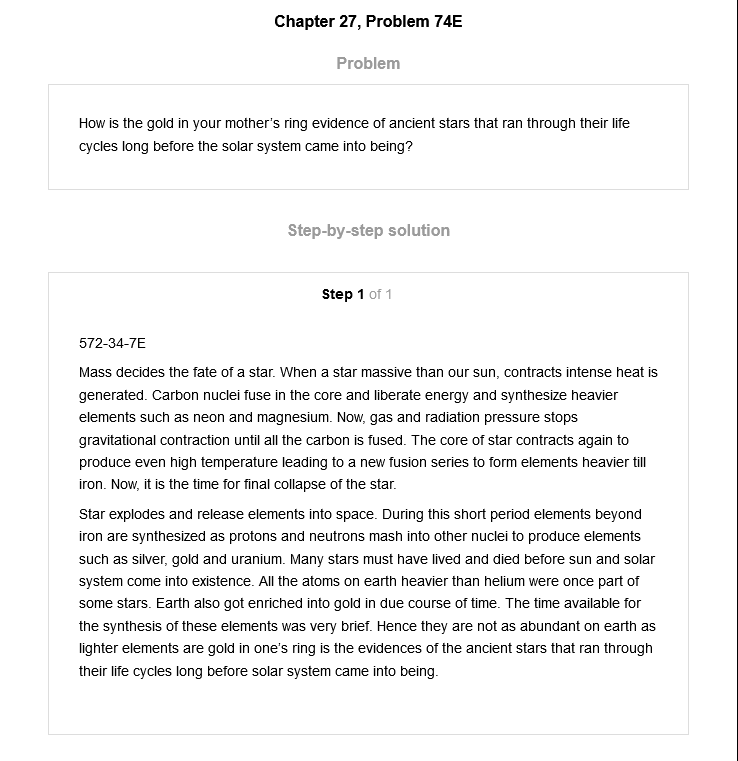 Chapter 27, Problem 74E
Problem
How is the gold in your mother's ring evidence of ancient stars that ran through their life
cycles long before the solar system came into being?
Step-by-step solution
Step 1 of 1
572-34-7E
Mass decides the fate of a star. When a star massive than our sun, contracts intense heat is
generated. Carbon nuclei fuse in the core and liberate energy and synthesize heavier
elements such as neon and magnesium. Now, gas and radiation pressure stops
gravitational contraction until all the carbon is fused. The core of star contracts again to
produce even high temperature leading to a new fusion series to form elements heavier till
iron. Now, it is the time for final collapse of the star.
Star explodes and release elements into space. During this short period elements beyond
iron are synthesized as protons and neutrons mash into other nuclei to produce elements
such as silver, gold and uranium. Many stars must have lived and died before sun and solar
system come into existence. All the atoms on earth heavier than helium were once part of
some stars. Earth also got enriched into gold in due course of time. The time available for
the synthesis of these elements was very brief. Hence they are not as abundant on earth as
lighter elements are gold in one's ring is the evidences of the ancient stars that ran through
their life cycles long before solar system came into being.